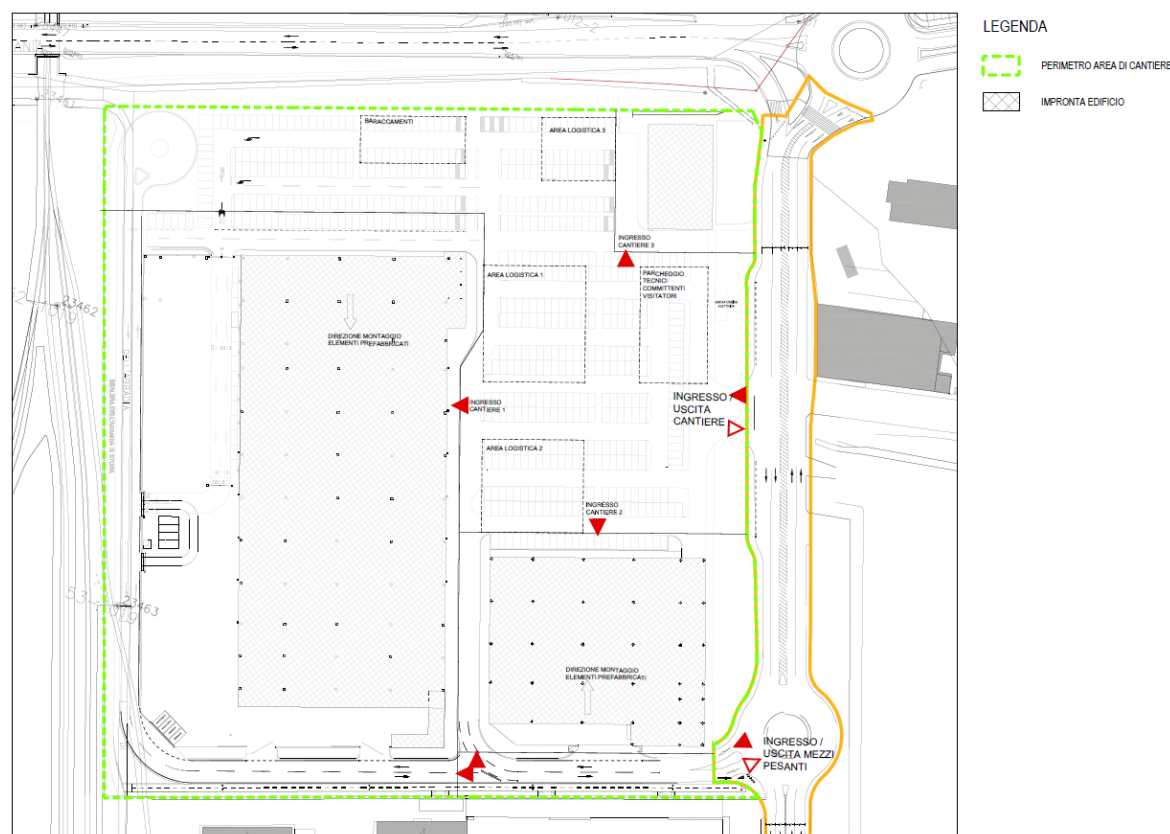 LEGENDA
PERIMETRO AREA DI CANTIERE
IMPRONTA EDIFICIO
BARACCAMENTI
AREA LOGISTICA 3
INGRESSO
CANTIERE 3
AREA LOGISTICA 1
PARCHEGGIO
TECNICI
COMMITTENTI
VISITATORI
23462
DIREZIONE MONTAGGIO
ELEMENTI PREFABBRICATI
INGRESSO
CANTIERE 1
INGRESSO /
USCITA
CANTIERE
AREA LOGISTICA 2
INGRESSO
CANTIERE 2
23463
DIREZIONE MONTAGGIO
ELEMENTI PREFABBRICATI
INGRESSO /
USCITA MEZZI
PESANTI